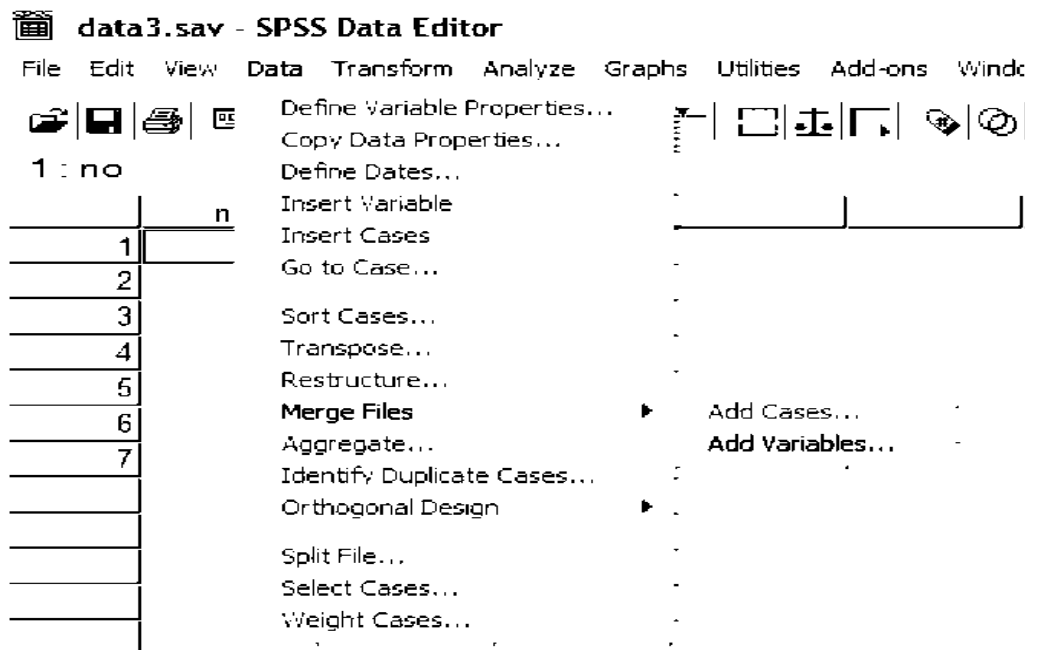 data3.sav - SPSS Data Editor
File Edit View Data Transform Analyze Graphs Utilities Add-ons
1 : no
Define Variable Properties...
Copy Data Properties...
Define Dates...
Insert Variable
Insert Cases
Go to Case...
Sort Cases...
Transpose...
Restructure...
Merge Files
Aggregate...
Identify Duplicate Cases...
Orthogonal Design
Split File...
Select Cases...
Weight Cases...
Add Cases...
Add Variables...
n
1
2
3
4
5
6
7